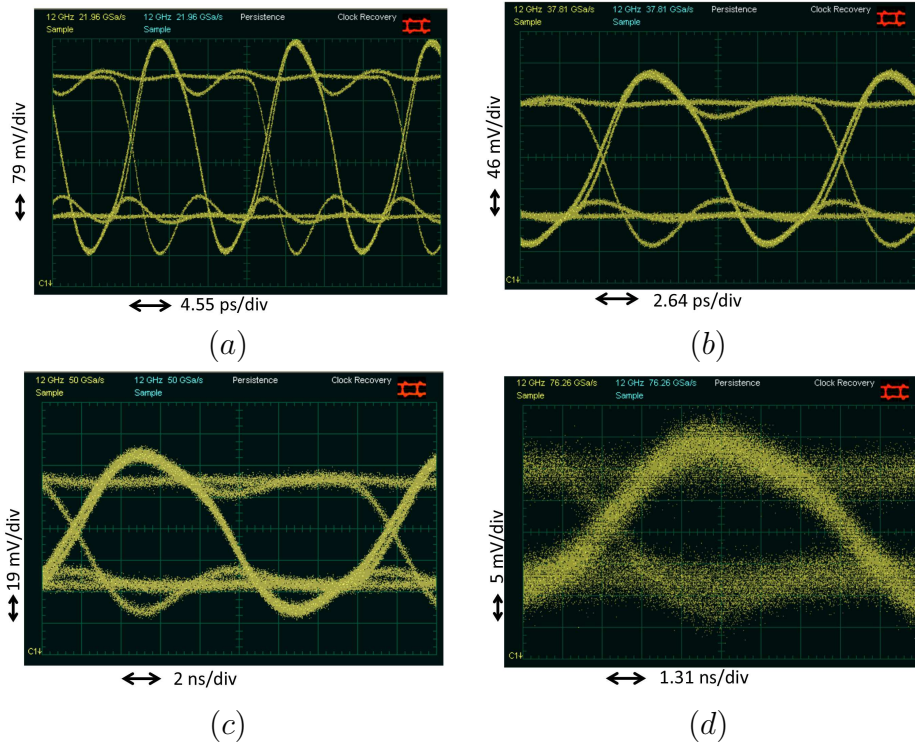 12 GHz 21.96 GSa/s 12 GHz 21.96 GSa/s Persistence Clock Recovery
Sample Sample
79 mV/div
C1
4.55 ps/div
(a)
12 GHz 37.81 GSa/s 12 GHz 37.81 GSa/s Persistence Clock Recovery
Sample Sample
46 mV/div
C1
2.64 ps/div
(b)
12 GHz 50 GSa/s 12 GHz 50 GSa/s Persistence Clock Recovery
Sample Sample
19 mV/div
C1
2 ns/div
(c)
12 GHz 76.26 GSa/s 12 GHz 76.26 GSa/s Persistence Clock Recovery
Sample Sample
5 mV/div
C1
1.31 ns/div
(d)